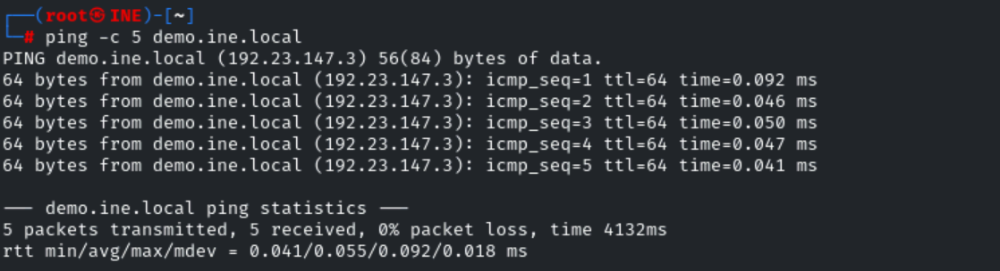 ┌──(root㉿INE)-[~]
└─# ping -c 5 demo.ine.local
PING demo.ine.local (192.23.147.3) 56(84) bytes of data.
64 bytes from demo.ine.local (192.23.147.3): icmp_seq=1 ttl=64 time=0.092 ms
64 bytes from demo.ine.local (192.23.147.3): icmp_seq=2 ttl=64 time=0.046 ms
64 bytes from demo.ine.local (192.23.147.3): icmp_seq=3 ttl=64 time=0.050 ms
64 bytes from demo.ine.local (192.23.147.3): icmp_seq=4 ttl=64 time=0.047 ms
64 bytes from demo.ine.local (192.23.147.3): icmp_seq=5 ttl=64 time=0.041 ms
--- demo.ine.local ping statistics ---
5 packets transmitted, 5 received, 0% packet loss, time 4132ms
rtt min/avg/max/mdev = 0.041/0.055/0.092/0.018 ms